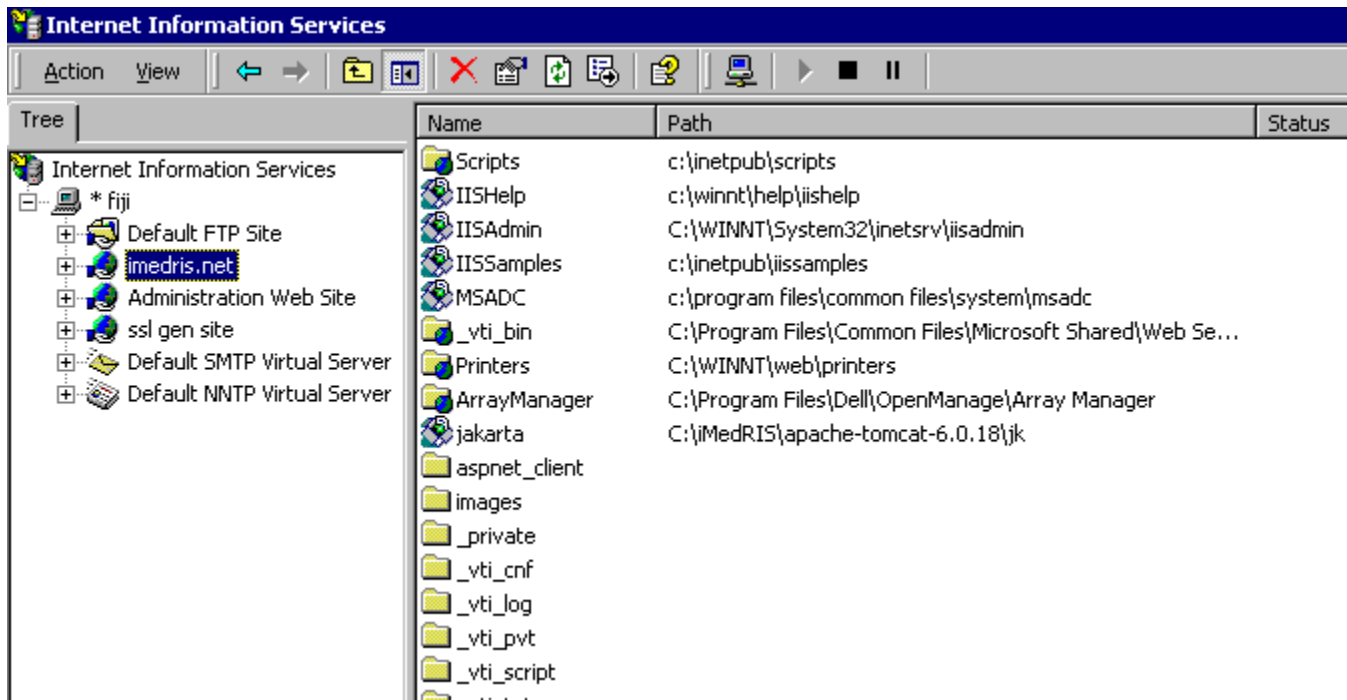 Internet Information Services
Action View
Tree
Name Path Status
Internet Information Services
* fiji
Default FTP Site
imedris.net
Administration Web Site
ssl gen site
Default SMTP Virtual Server
Default NNTP Virtual Server
Scripts c:\inetpub\scripts
IISHelp c:\winnt\help\iishelp
IISAdmin C:\WINNT\System32\inetsrv\iisadmin
IISSamples c:\inetpub\iissamples
MSADC c:\program files\common files\system\msadc
_vti_bin C:\Program Files\Common Files\Microsoft Shared\Web Se...
Printers C:\WINNT\web\printers
ArrayManager C:\Program Files\Dell\OpenManage\Array Manager
jakarta C:\iMedRIS\apache-tomcat-6.0.18\jk
aspnet_client
images
_private
_vti_cnf
_vti_log
_vti_pvt
_vti_script